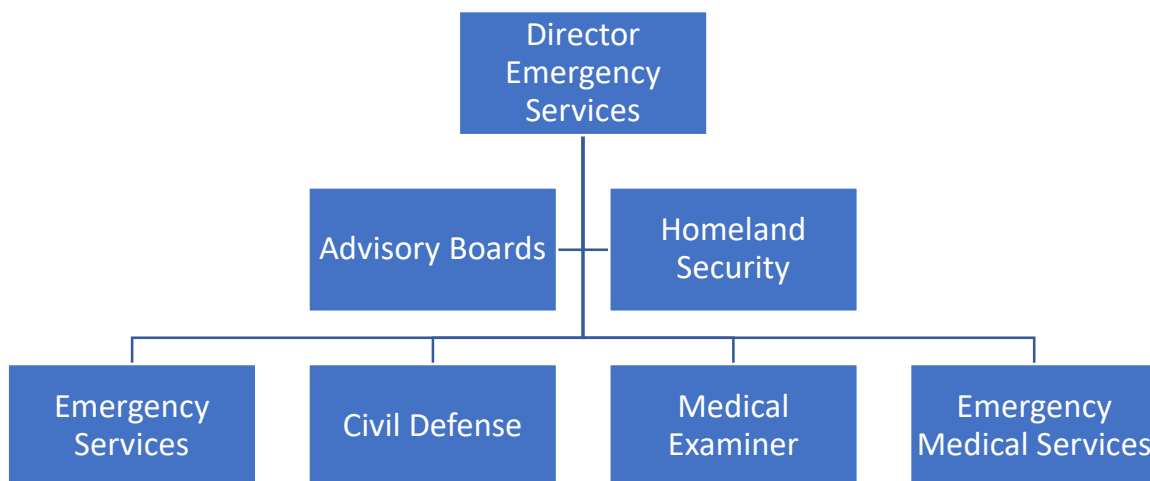 Director
Emergency
Services
Advisory Boards
Homeland
Security
Emergency
Services
Civil Defense
Medical
Examiner
Emergency
Medical Services